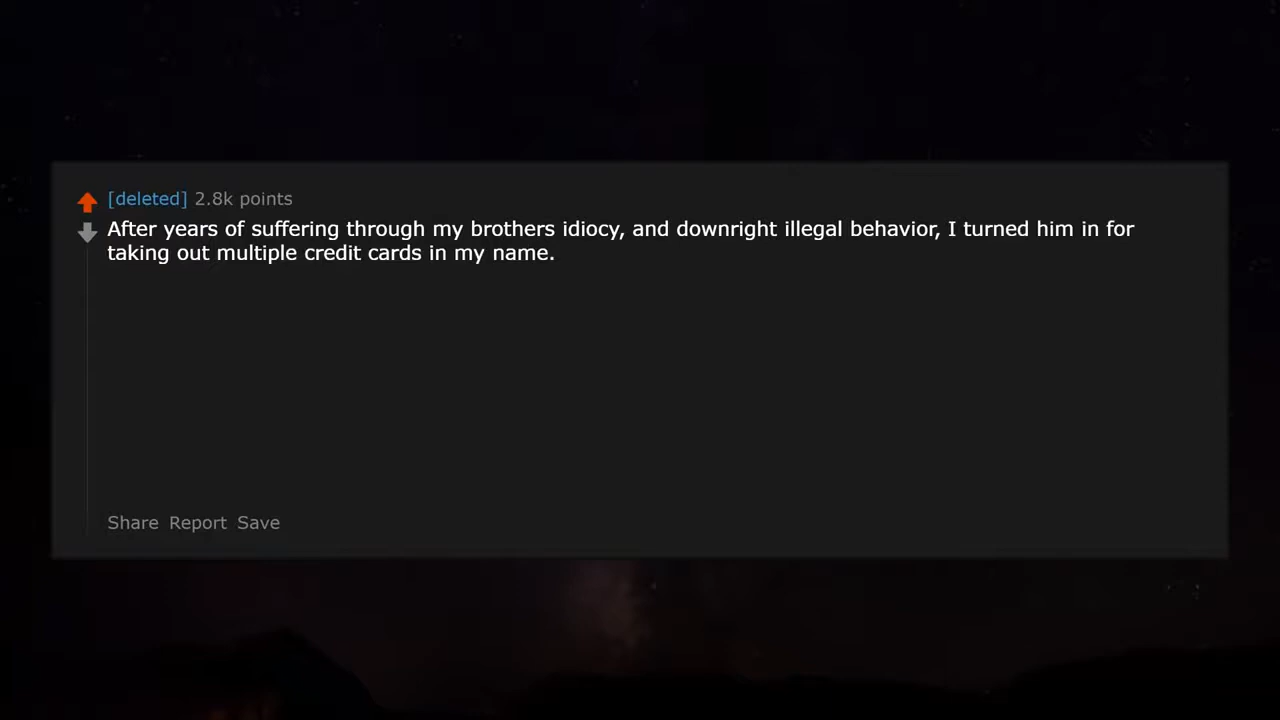 [deleted] 2.8k points
After years of suffering through my brothers idiocy, and downright illegal behavior, I turned him in for
taking out multiple credit cards in my name.
Share Report Save